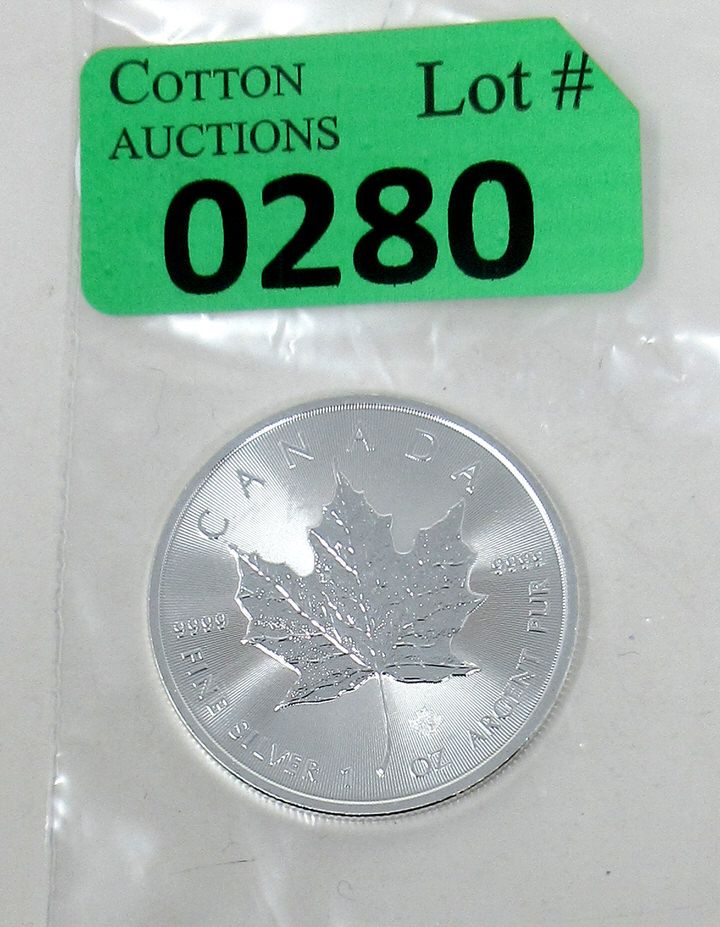 COTTON Lot #
AUCTIONS
0280
CANADA
9999 9999
FINE SILVER 1 OZ ARGENT PUR